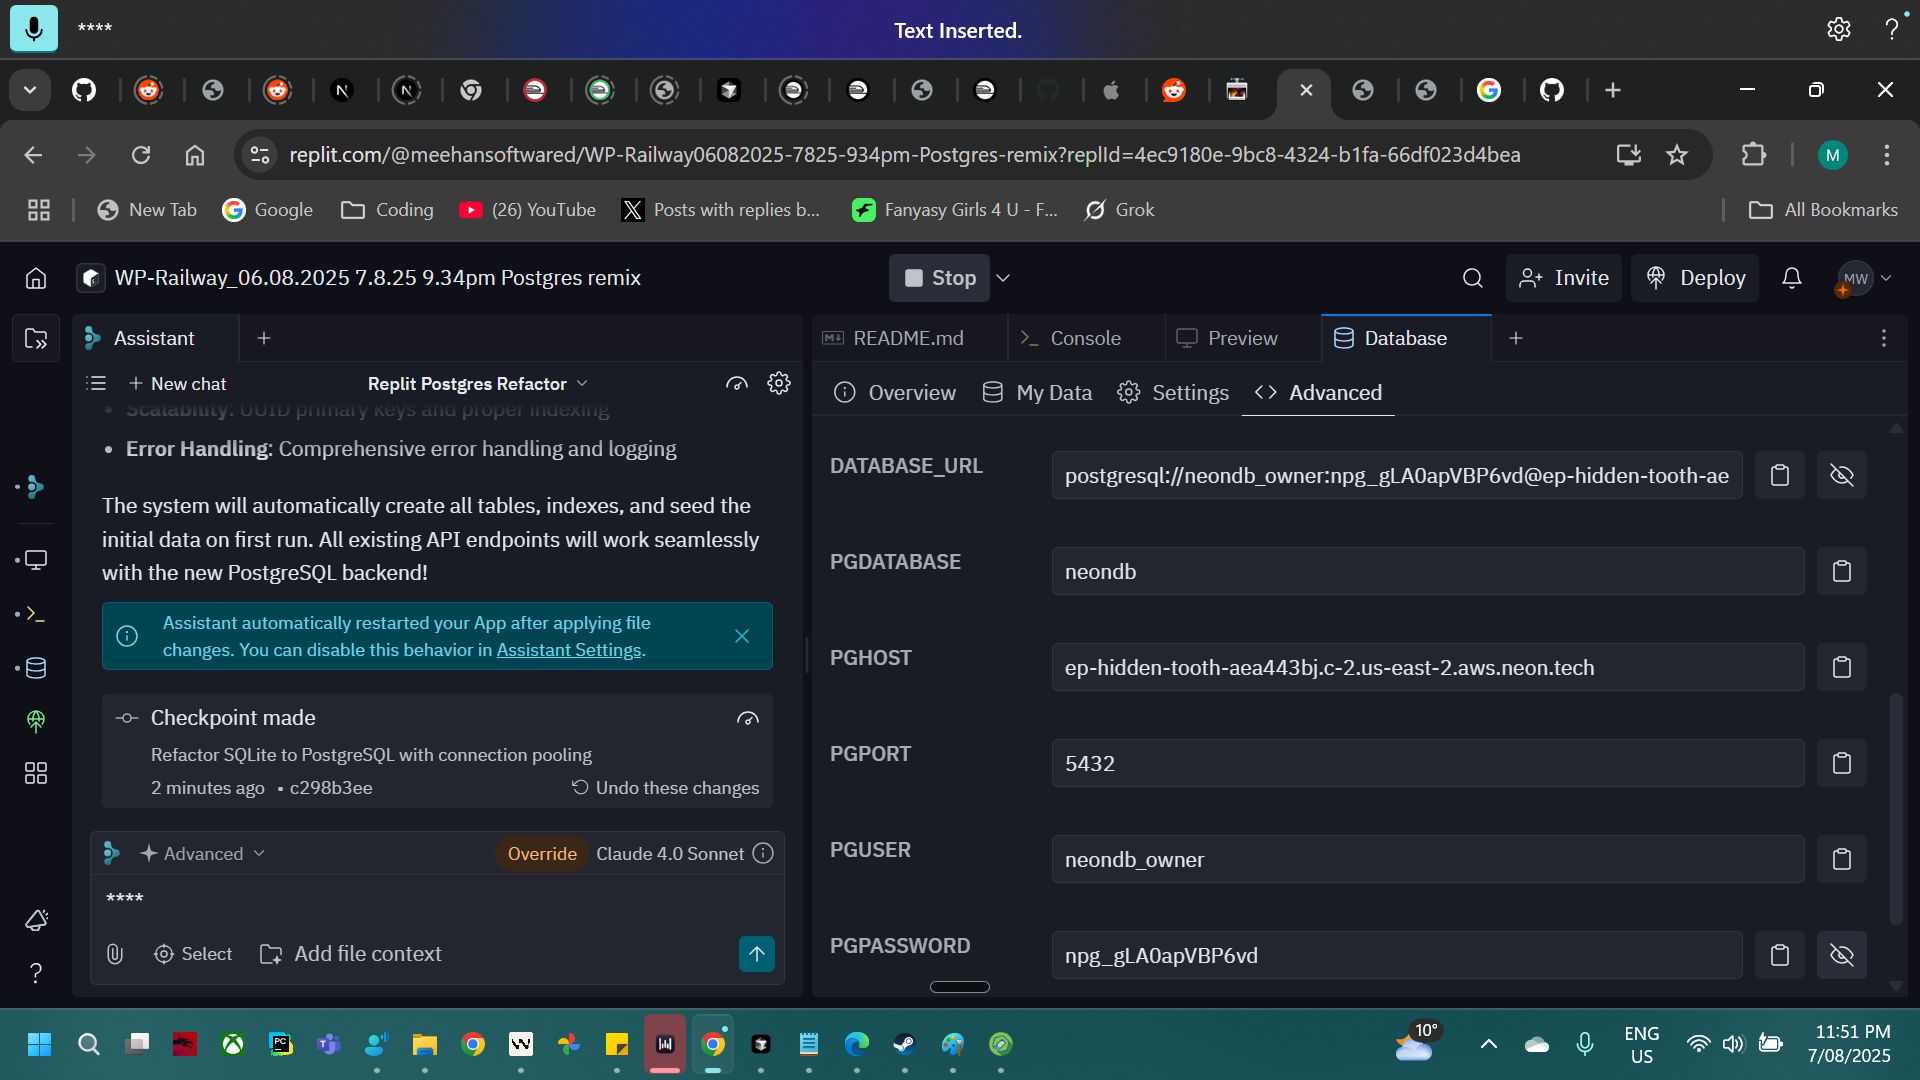 ****
Text Inserted.
replit.com/@meehansoftwared/WP-Railway06082025-7825-934pm-Postgres-remix?replId=4ec9180e-9bc8-4324-b1fa-66df023d4bea
M
New Tab
Google
Coding
(26) YouTube
Posts with replies b...
Fanyasy Girls 4 U - F...
Grok
All Bookmarks
WP-Railway_06.08.2025 7.8.25 9.34pm Postgres remix
Stop
Invite
Deploy
MW
Assistant
README.md
Console
Preview
Database
New chat
Replit Postgres Refactor
Overview
My Data
Settings
Advanced
• Scalability: UUID primary keys and proper indexing
• Error Handling: Comprehensive error handling and logging
The system will automatically create all tables, indexes, and seed the
initial data on first run. All existing API endpoints will work seamlessly
with the new PostgreSQL backend!
Assistant automatically restarted your App after applying file
changes. You can disable this behavior in Assistant Settings.
Checkpoint made
Refactor SQLite to PostgreSQL with connection pooling
2 minutes ago • c298b3ee
Undo these changes
Advanced
Override
Claude 4.0 Sonnet
****
Select
Add file context
DATABASE_URL
postgresql://neondb_owner:npg_gLA0apVBP6vd@ep-hidden-tooth-ae
PGDATABASE
neondb
PGHOST
ep-hidden-tooth-aea443bj.c-2.us-east-2.aws.neon.tech
PGPORT
5432
PGUSER
neondb_owner
PGPASSWORD
npg_gLA0apVBP6vd
10°
ENG
US
11:51 PM
7/08/2025